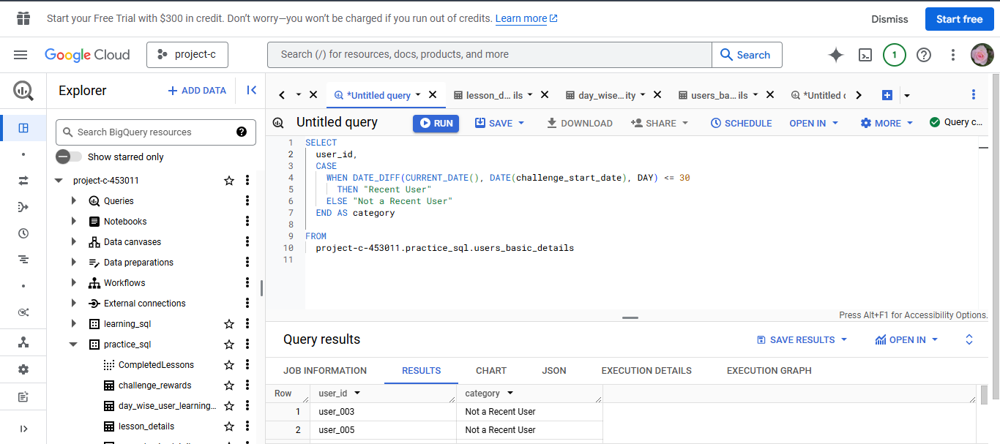 Start your Free Trial with $300 in credit. Don't worry—you won't be charged if you run out of credits. Learn more
Dismiss
Start free
Google Cloud
project-c
Search (/) for resources, docs, products, and more
Search
1
Explorer
+ ADD DATA
*Untitled query
lesson_d... ils
day_wise...ity
users_ba... ils
*Untitled
Untitled query
RUN
SAVE
DOWNLOAD
SHARE
SCHEDULE
OPEN IN
MORE
Query c...
Search BigQuery resources
Show starred only
project-c-453011
Queries
Notebooks
Data canvases
Data preparations
Workflows
External connections
learning_sql
practice_sql
CompletedLessons
challenge_rewards
day_wise_user_learning...
lesson_details
1 SELECT
2 user_id,
3 CASE
4 WHEN DATE_DIFF(CURRENT_DATE(), DATE(challenge_start_date), DAY) <= 30
5 THEN "Recent User"
6 ELSE "Not a Recent User"
7 END AS category
8
9 FROM
10 project-c-453011.practice_sql.users_basic_details
11
Press Alt+F1 for Accessibility Options.
Query results
SAVE RESULTS
OPEN IN
JOB INFORMATION RESULTS CHART JSON EXECUTION DETAILS EXECUTION GRAPH
Row user_id category
1 user_003 Not a Recent User
2 user_005 Not a Recent User